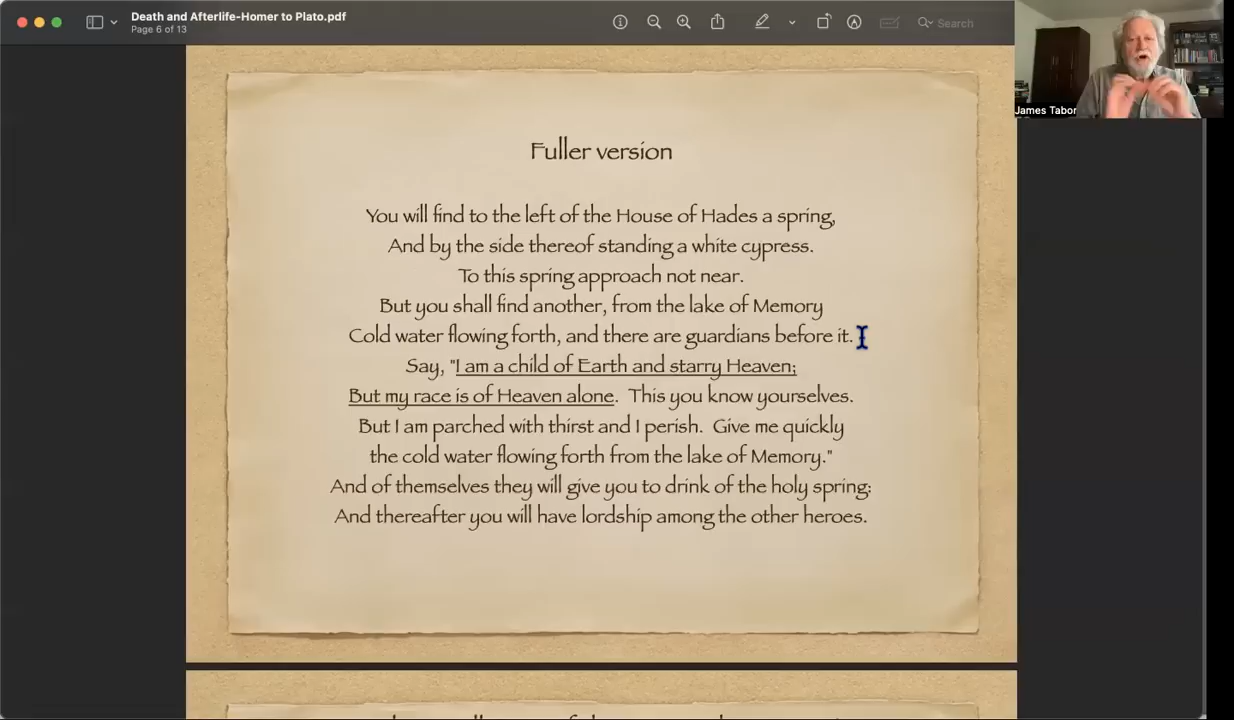 Death and Afterlife-Homer to Plato.pdf
Page 6 of 13
Search
James Tabor
Fuller version
You will find to the left of the House of Hades a spring,
And by the side thereof standing a white cypress.
To this spring approach not near.
But you shall find another, from the lake of Memory
Cold water flowing forth, and there are guardians before it.
Say, "I am a child of Earth and starry Heaven;
But my race is of Heaven alone. This you know yourselves.
But I am parched with thirst and I perish. Give me quickly
the cold water flowing forth from the lake of Memory."
And of themselves they will give you to drink of the holy spring;
And thereafter you will have lordship among the other heroes.